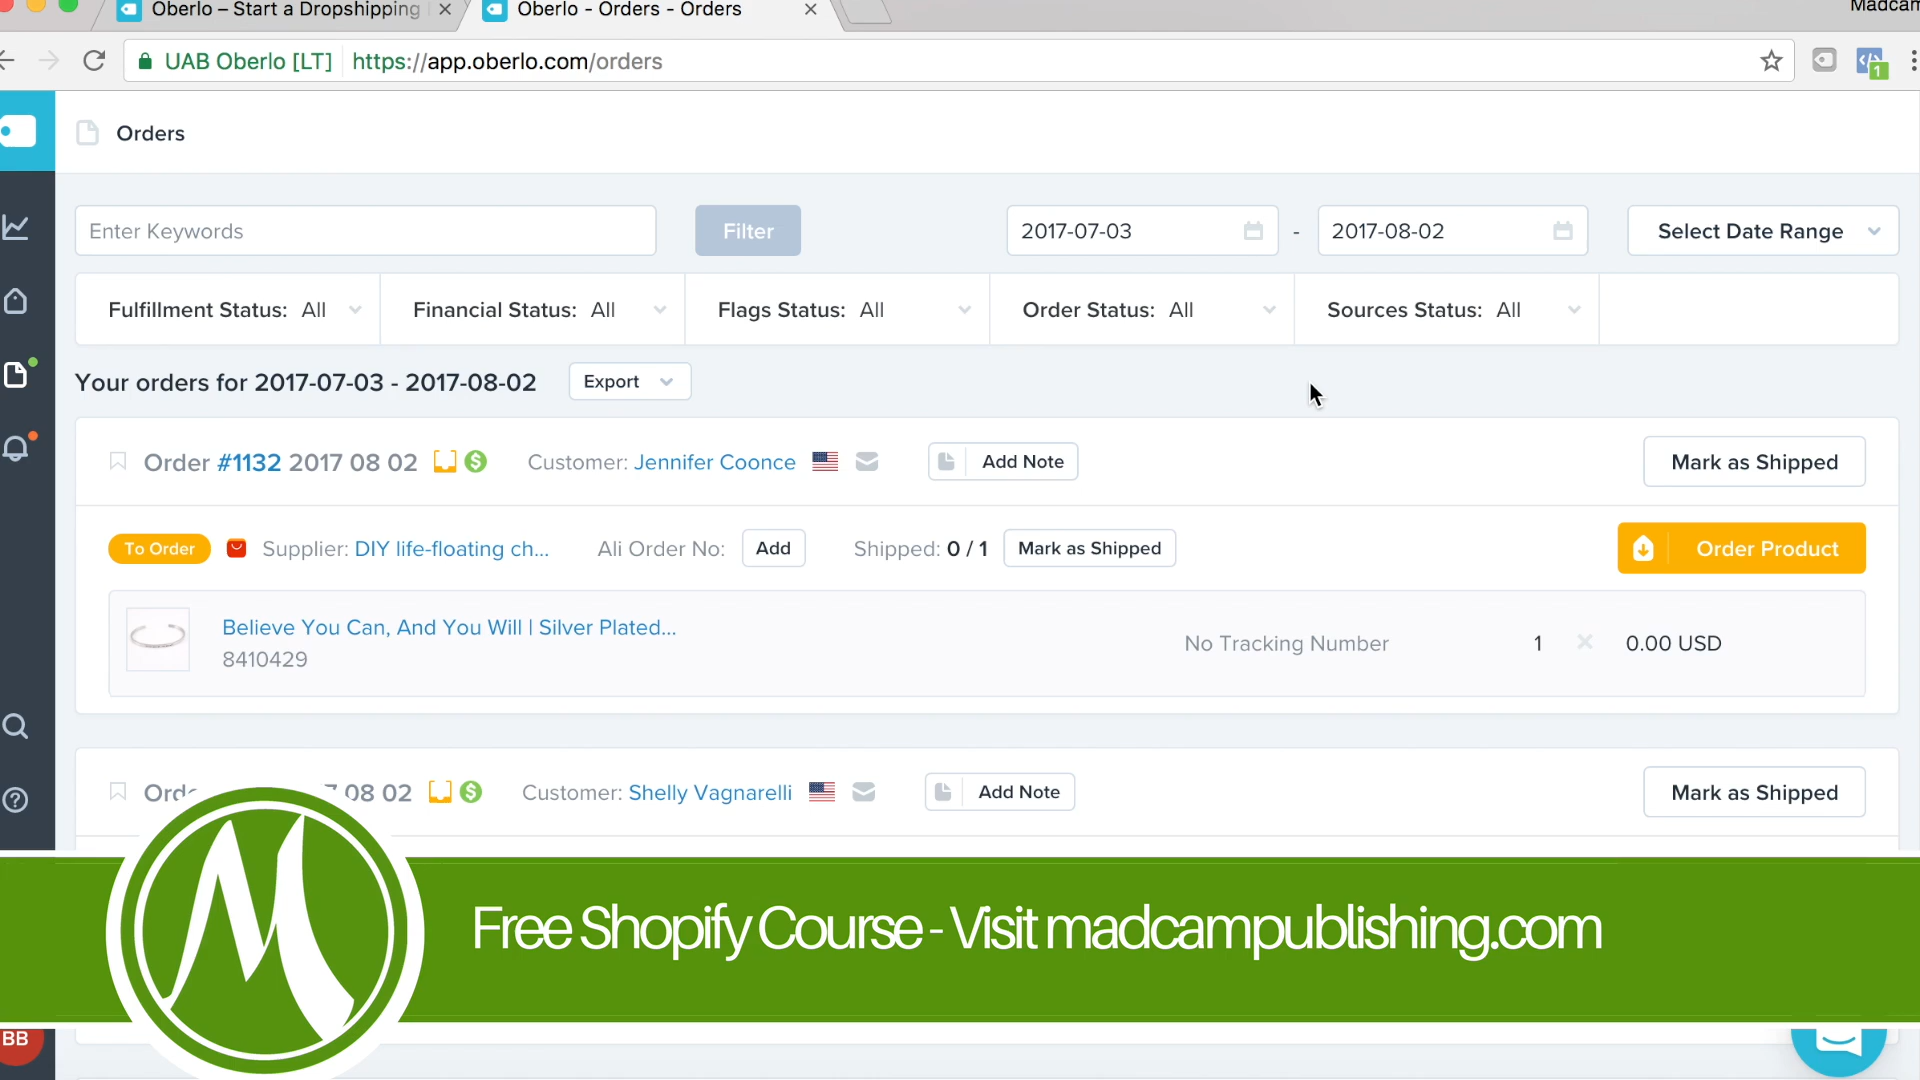 Oberlo – Start a Dropshipping
Oberlo - Orders - Orders
Madcam
UAB Oberlo [LT] https://app.oberlo.com/orders
1
Orders
Enter Keywords Filter 2017-07-03 - 2017-08-02 Select Date Range
Fulfillment Status: All Financial Status: All Flags Status: All Order Status: All Sources Status: All
Your orders for 2017-07-03 - 2017-08-02 Export
Order #1132 2017 08 02 $ Customer: Jennifer Coonce Add Note Mark as Shipped
To Order Supplier: DIY life-floating ch... Ali Order No: Add Shipped: 0 / 1 Mark as Shipped Order Product
Believe You Can, And You Will | Silver Plated...
8410429
No Tracking Number 1 × 0.00 USD
08 02 $ Customer: Shelly Vagnarelli Add Note Mark as Shipped
M
Free Shopify Course - Visit madcampublishing.com
BB